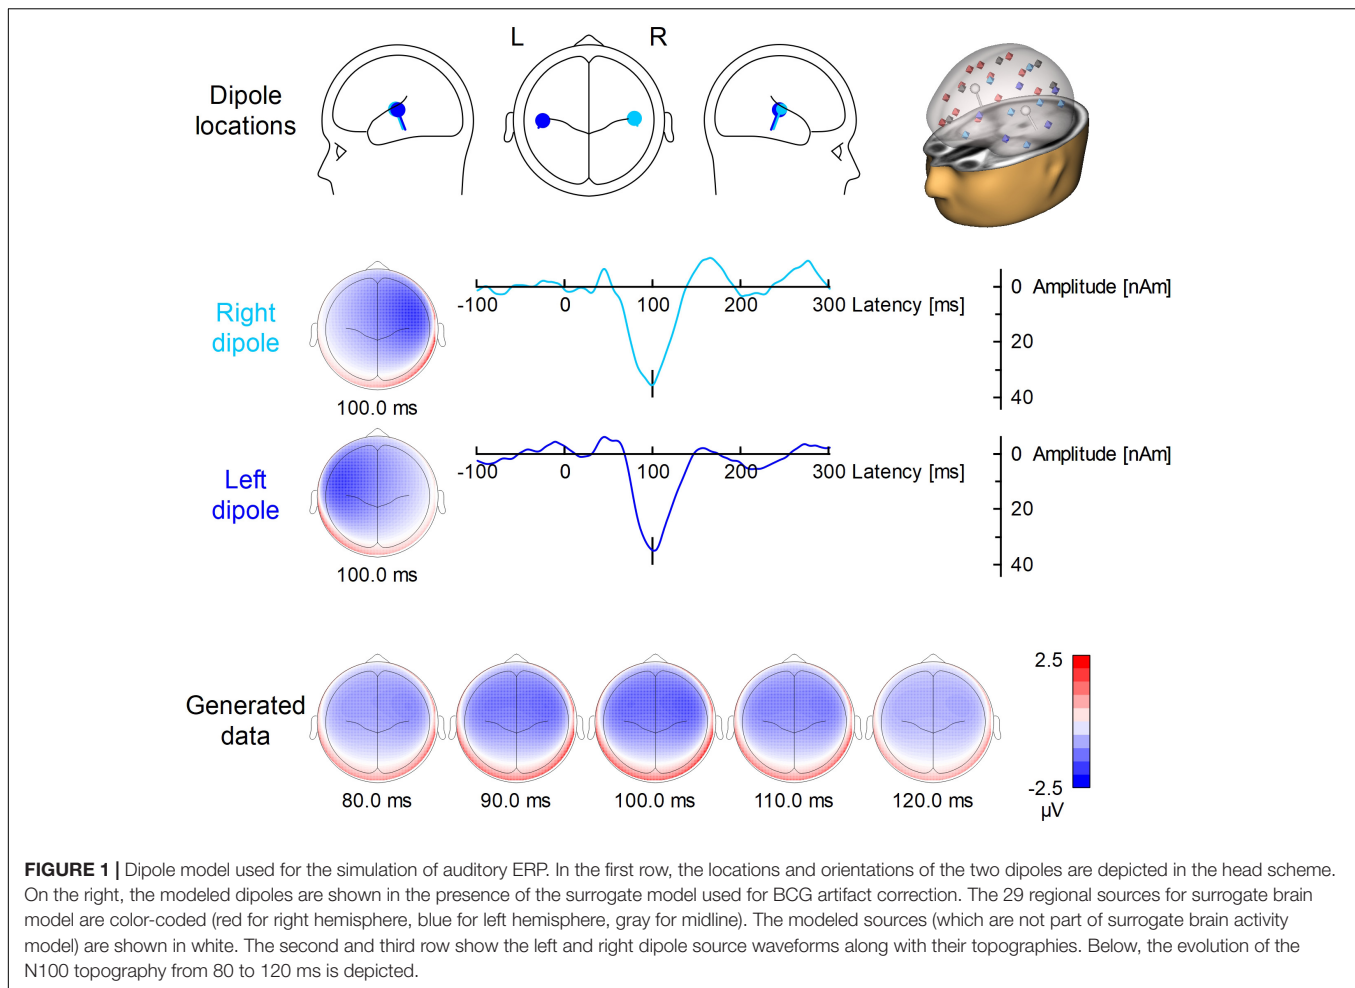 L R
Dipole
locations
Right
dipole
-100 0 100 200 300 Latency [ms]
0 Amplitude [nAm]
20
40
100.0 ms
Left
dipole
-100 0 100 200 300 Latency [ms]
0 Amplitude [nAm]
20
40
100.0 ms
Generated
data
80.0 ms 90.0 ms 100.0 ms 110.0 ms 120.0 ms
2.5
-2.5
µV
FIGURE 1 | Dipole model used for the simulation of auditory ERP. In the first row, the locations and orientations of the two dipoles are depicted in the head scheme.
On the right, the modeled dipoles are shown in the presence of the surrogate model used for BCG artifact correction. The 29 regional sources for surrogate brain
model are color-coded (red for right hemisphere, blue for left hemisphere, gray for midline). The modeled sources (which are not part of surrogate brain activity
model) are shown in white. The second and third row show the left and right dipole source waveforms along with their topographies. Below, the evolution of the
N100 topography from 80 to 120 ms is depicted.